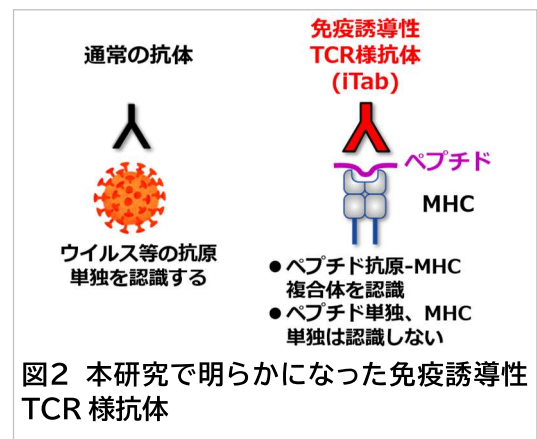 通常の抗体
ウイルス等の抗原
単独を認識する
免疫誘導性
TCR様抗体
(iTab)
ペプチド
MHC
●ペプチド抗原-MHC
複合体を認識
●ペプチド単独、MHC
単独は認識しない
図2 本研究で明らかになった免疫誘導性
TCR様抗体